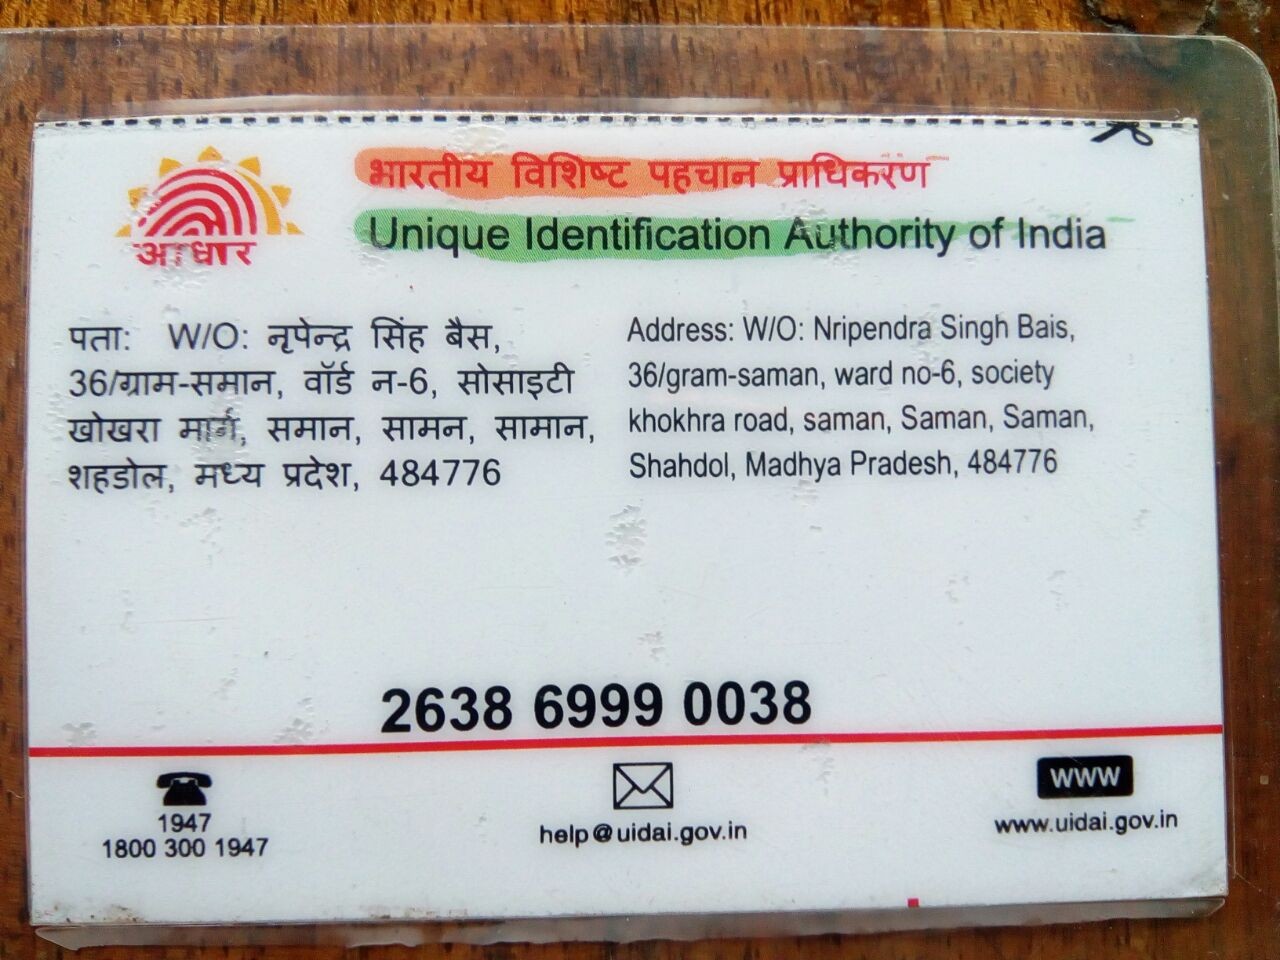 आधार
भारतीय विशिष्ट पहचान प्राधिकरण
Unique Identification Authority of India
पता: W/O: नृपेन्द्र सिंह बैस,
36/ग्राम-समान, वॉर्ड न-6, सोसाइटी
खोखरा मार्ग, समान, सामन, सामान,
शहडोल, मध्य प्रदेश, 484776
Address: W/O: Nripendra Singh Bais,
36/gram-saman, ward no-6, society
khokhra road, saman, Saman, Saman,
Shahdol, Madhya Pradesh, 484776
2638 6999 0038
1947
1800 300 1947
help@uidai.gov.in
www
www.uidai.gov.in